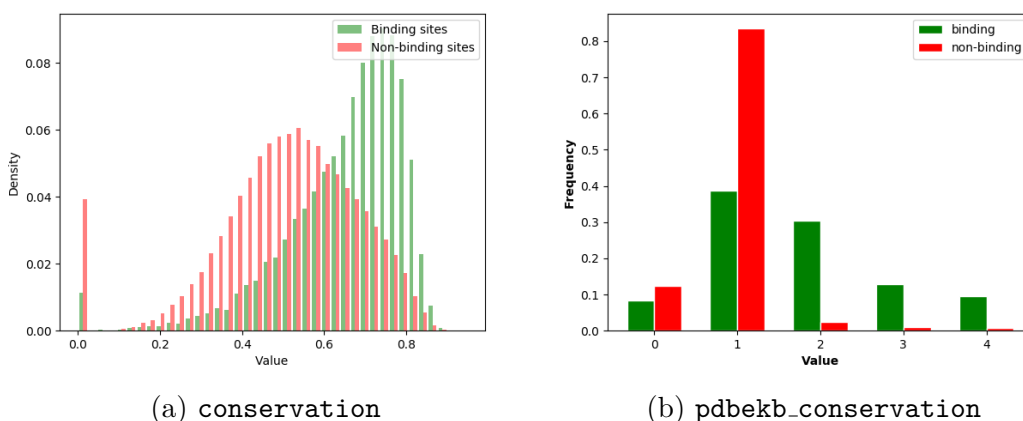 Binding sites
Non-binding sites
0.08
0.06
0.04
0.02
0.00
Density
0.0 0.2 0.4 0.6 0.8
Value
(a) conservation
binding
non-binding
0.8
0.7
0.6
0.5
0.4
0.3
0.2
0.1
0.0
Frequency
0 1 2 3 4
Value
(b) pdbekb_conservation